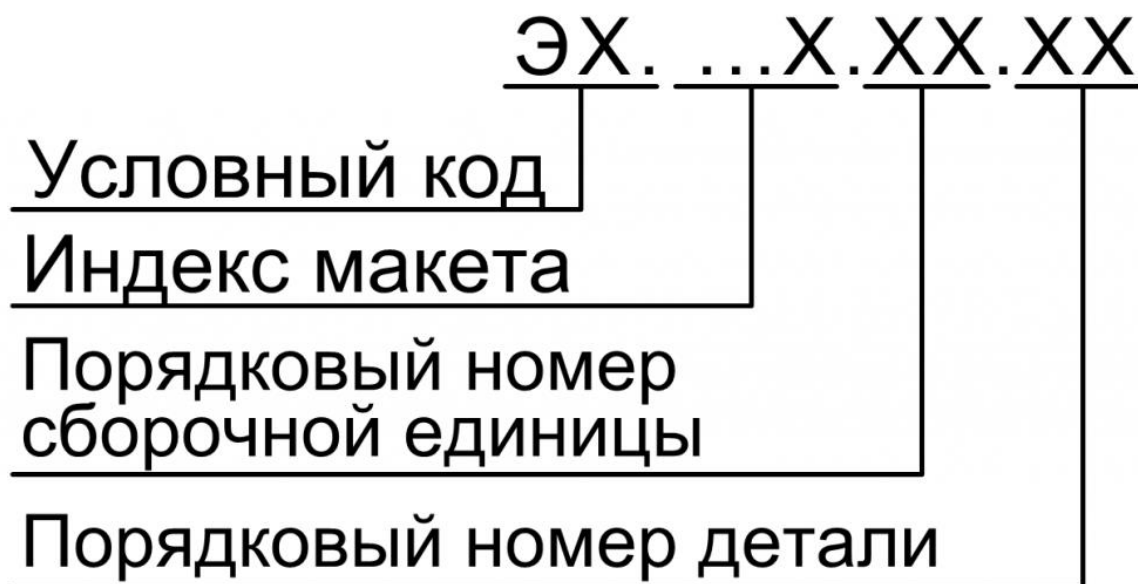 ЭХ. ...Х.ХХ.ХХ
Условный код
Индекс макета
Порядковый номер
сборочной единицы
Порядковый номер детали